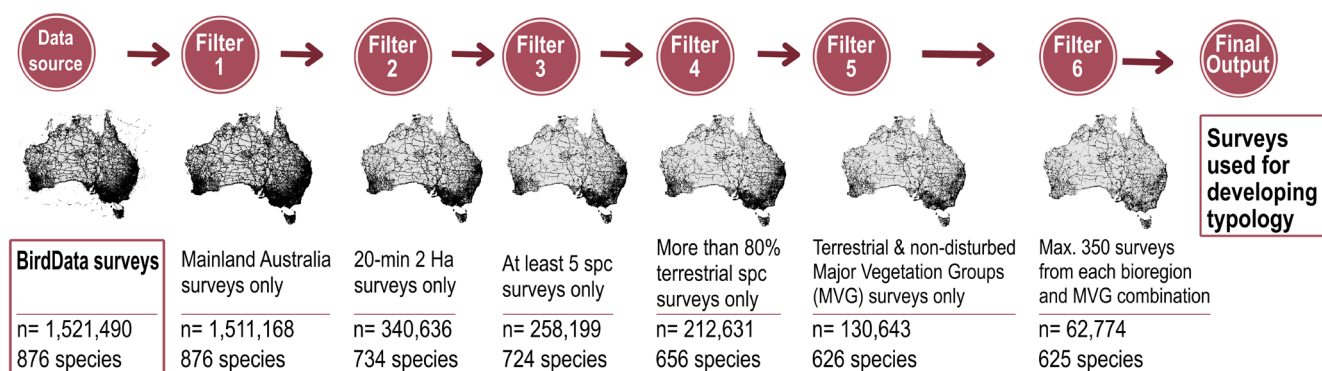 Data
source
Filter
1
Filter
2
Filter
3
Filter
4
Filter
5
Filter
6
Final
Output
BirdData surveys
n= 1,521,490
876 species
Mainland Australia
surveys only
n= 1,511,168
876 species
20-min 2 Ha
surveys only
n= 340,636
734 species
At least 5 spc
surveys only
n= 258,199
724 species
More than 80%
terrestrial spc
surveys only
n= 212,631
656 species
Terrestrial & non-disturbed
Major Vegetation Groups
(MVG) surveys only
n= 130,643
626 species
Max. 350 surveys
from each bioregion
and MVG combination
n= 62,774
625 species
Surveys
used for
developing
typology